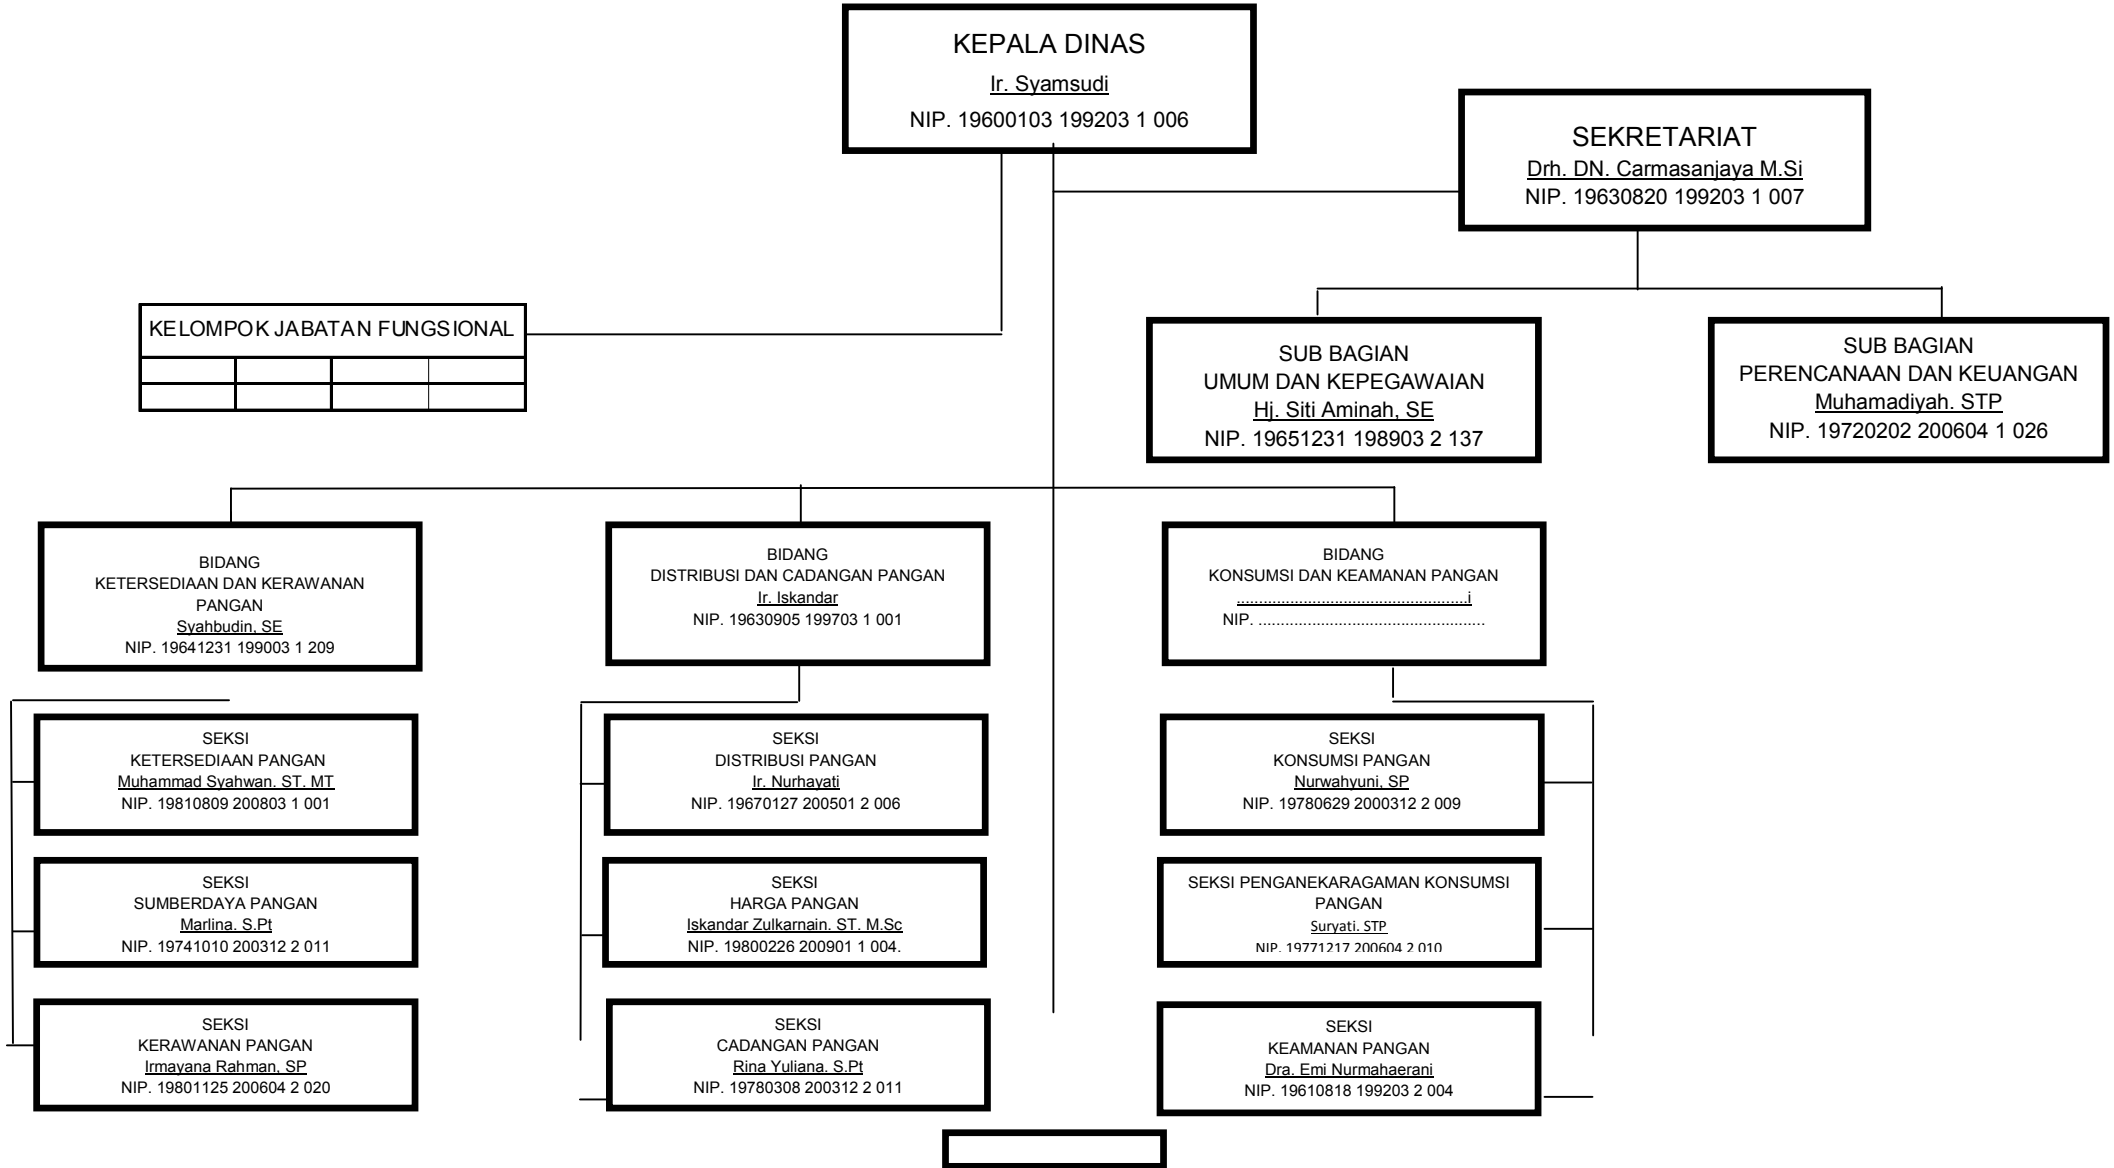 KEPALA DINAS
Ir. Syamsudi
NIP. 19600103 199203 1 006
SEKRETARIAT
Drh. DN. Carmasanjaya M.Si
NIP. 19630820 199203 1 007
KELOMPOK JABATAN FUNGSIONAL
SUB BAGIAN
UMUM DAN KEPEGAWAIAN
Hj. Siti Aminah, SE
NIP. 19651231 198903 2 137
SUB BAGIAN
PERENCANAAN DAN KEUANGAN
Muhamadiyah. STP
NIP. 19720202 200604 1 026
BIDANG
KETERSEDIAAN DAN KERAWANAN
PANGAN
Syahbudin, SE
NIP. 19641231 199003 1 209
BIDANG
DISTRIBUSI DAN CADANGAN PANGAN
Ir. Iskandar
NIP. 19630905 199703 1 001
BIDANG
KONSUMSI DAN KEAMANAN PANGAN
....................................................i
NIP. ...................................................
SEKSI
KETERSEDIAAN PANGAN
Muhammad Syahwan. ST. MT
NIP. 19810809 200803 1 001
SEKSI
DISTRIBUSI PANGAN
Ir. Nurhayati
NIP. 19670127 200501 2 006
SEKSI
KONSUMSI PANGAN
Nurwahyuni, SP
NIP. 19780629 2000312 2 009
SEKSI
SUMBERDAYA PANGAN
Marlina. S.Pt
NIP. 19741010 200312 2 011
SEKSI
HARGA PANGAN
Iskandar Zulkarnain. ST. M.Sc
NIP. 19800226 200901 1 004.
SEKSI PENGANEKARAGAMAN KONSUMSI
PANGAN
Suryati. STP
NIP. 19771217 200604 2 010
SEKSI
KERAWANAN PANGAN
Irmayana Rahman, SP
NIP. 19801125 200604 2 020
SEKSI
CADANGAN PANGAN
Rina Yuliana. S.Pt
NIP. 19780308 200312 2 011
SEKSI
KEAMANAN PANGAN
Dra. Emi Nurmahaerani
NIP. 19610818 199203 2 004